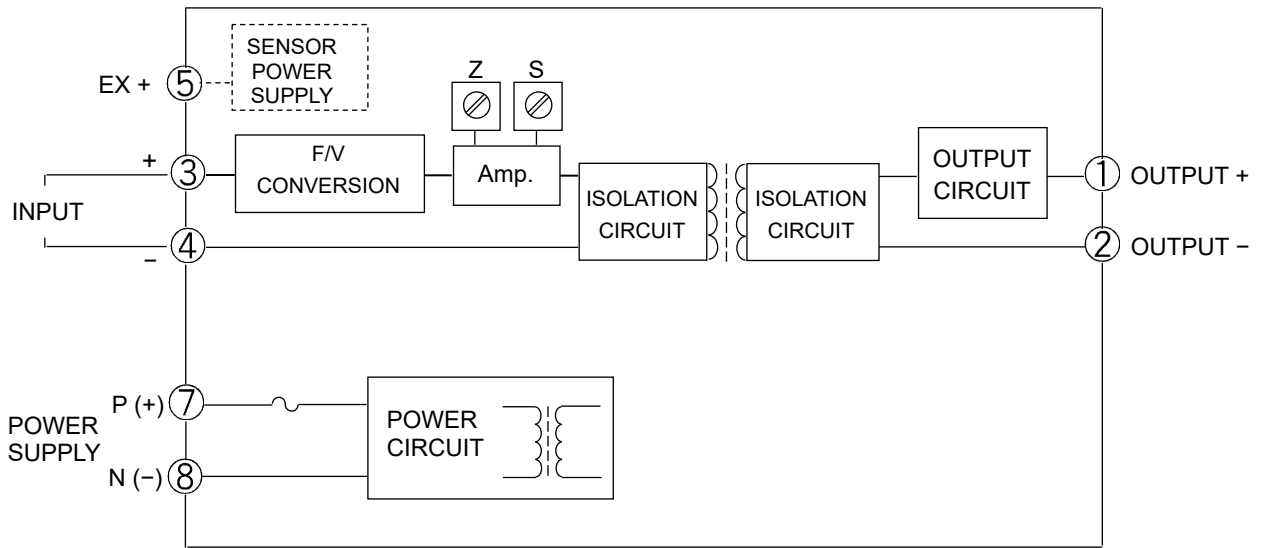 SENSOR
POWER
SUPPLY
EX +
5
Z
S
+
3
F/V
CONVERSION
Amp.
ISOLATION
CIRCUIT
ISOLATION
CIRCUIT
OUTPUT
CIRCUIT
1
OUTPUT +
INPUT
−
4
2
OUTPUT −
POWER
SUPPLY
P (+)
7
N (−)
8
POWER
CIRCUIT